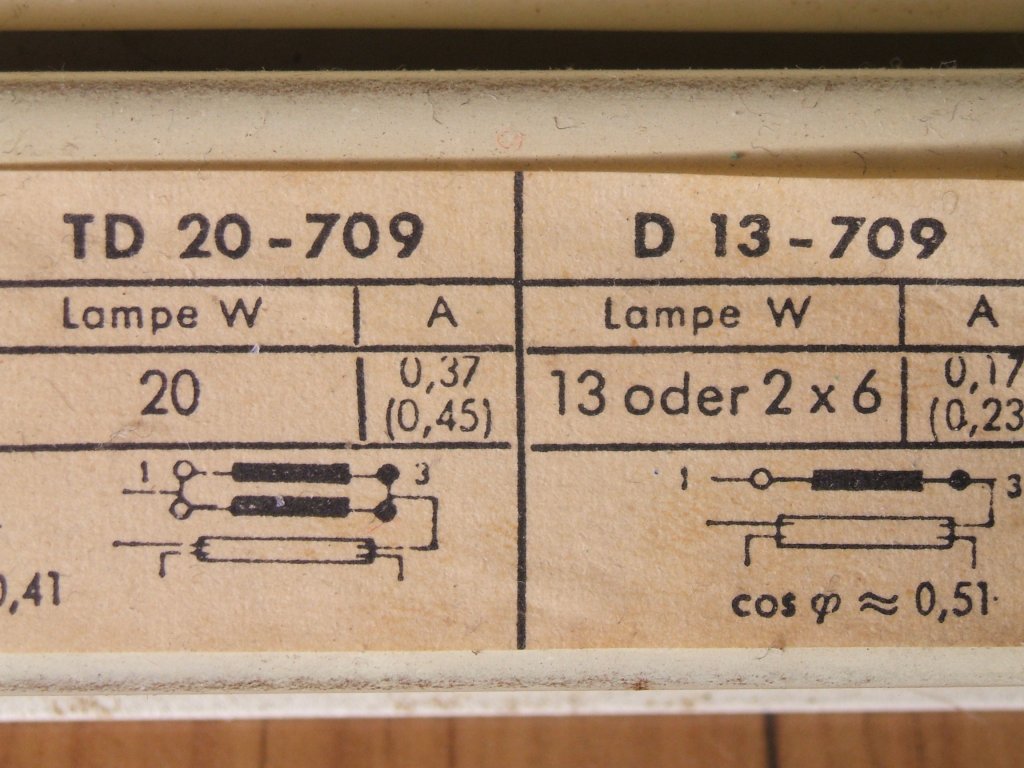 TD 20-709
Lampe W A
20 0,37
(0,45)
1 3
0,41
D 13-709
Lampe W A
13 oder 2 x 6 0,17
(0,23
1 3
cos φ ≈ 0,51